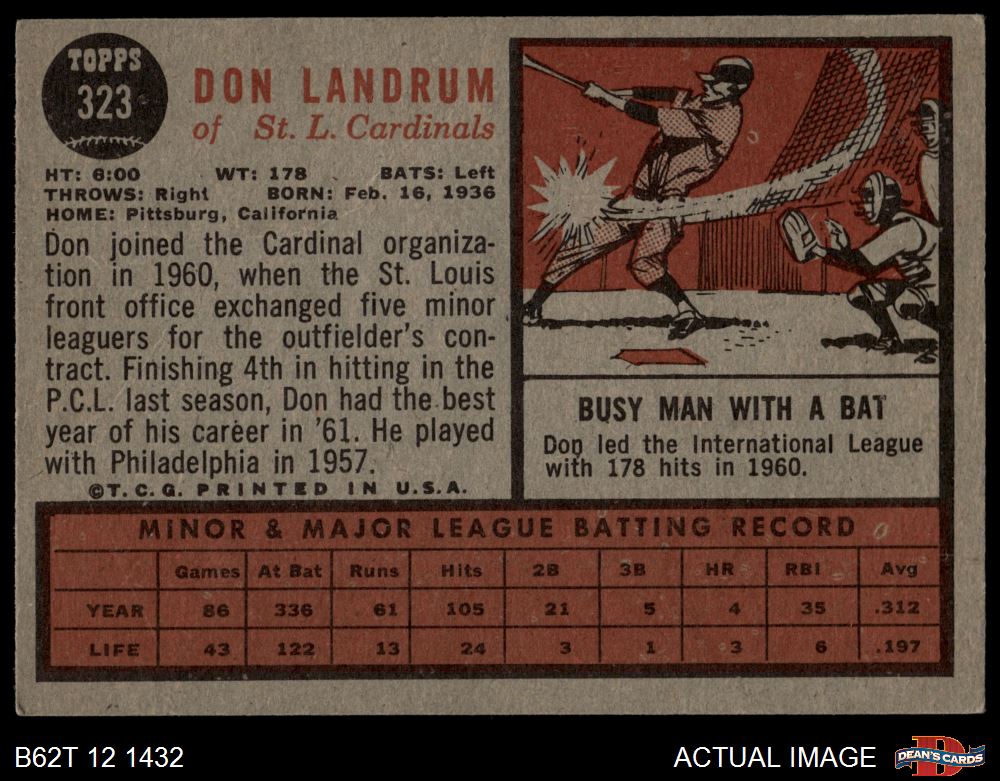 TOPPS
323
DON LANDRUM
of St. L. Cardinals
HT: 6:00 WT: 178 BATS: Left
THROWS: Right BORN: Feb. 16, 1936
HOME: Pittsburg, California
Don joined the Cardinal organiza-
tion in 1960, when the St. Louis
front office exchanged five minor
leaguers for the outfielder's con-
tract. Finishing 4th in hitting in the
P.C.L. last season, Don had the best
year of his career in '61. He played
with Philadelphia in 1957.
©T.C.G. PRINTED IN U.S.A.
BUSY MAN WITH A BAT
Don led the International League
with 178 hits in 1960.
MINOR & MAJOR LEAGUE BATTING RECORD
Games At Bat Runs Hits 2B 3B HR RBI Avg
YEAR 86 336 61 105 21 5 4 35 .312
LIFE 43 122 13 24 3 1 3 6 .197
B62T 12 1432
ACTUAL IMAGE
D
DEAN'S CARDS